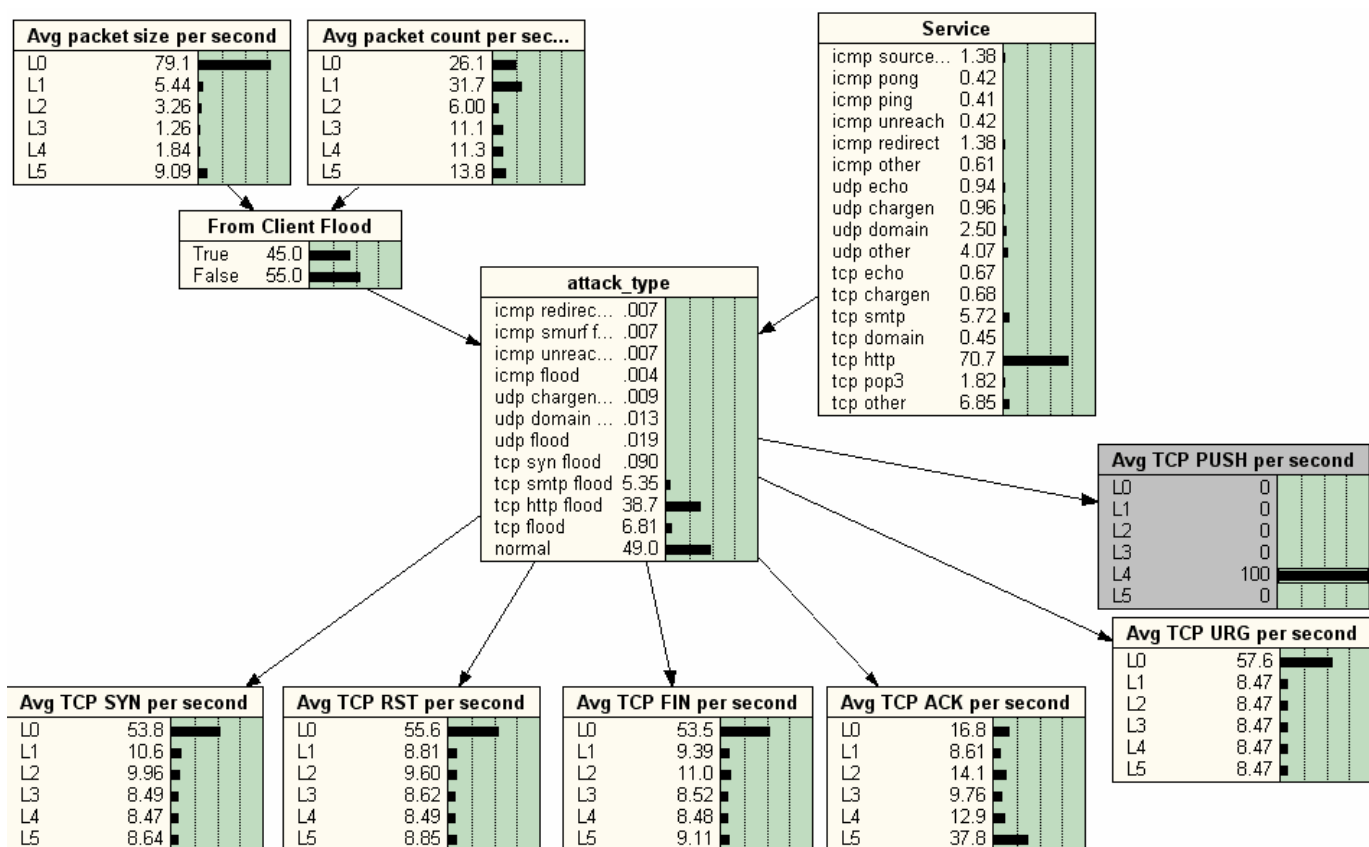 Avg packet size per second
L0 79.1
L1 5.44
L2 3.26
L3 1.26
L4 1.84
L5 9.09
Avg packet count per sec...
L0 26.1
L1 31.7
L2 6.00
L3 11.1
L4 11.3
L5 13.8
Service
icmp source... 1.38
icmp pong 0.42
icmp ping 0.41
icmp unreach 0.42
icmp redirect 1.38
icmp other 0.61
udp echo 0.94
udp chargen 0.96
udp domain 2.50
udp other 4.07
tcp echo 0.67
tcp chargen 0.68
tcp smtp 5.72
tcp domain 0.45
tcp http 70.7
tcp pop3 1.82
tcp other 6.85
From Client Flood
True 45.0
False 55.0
attack_type
icmp redirec... .007
icmp smurf f... .007
icmp unreac... .007
icmp flood .004
udp chargen... .009
udp domain ... .013
udp flood .019
tcp syn flood .090
tcp smtp flood 5.35
tcp http flood 38.7
tcp flood 6.81
normal 49.0
Avg TCP PUSH per second
L0 0
L1 0
L2 0
L3 0
L4 100
L5 0
Avg TCP URG per second
L0 57.6
L1 8.47
L2 8.47
L3 8.47
L4 8.47
L5 8.47
Avg TCP SYN per second
L0 53.8
L1 10.6
L2 9.96
L3 8.49
L4 8.47
L5 8.64
Avg TCP RST per second
L0 55.6
L1 8.81
L2 9.60
L3 8.62
L4 8.49
L5 8.85
Avg TCP FIN per second
L0 53.5
L1 9.39
L2 11.0
L3 8.52
L4 8.48
L5 9.11
Avg TCP ACK per second
L0 16.8
L1 8.61
L2 14.1
L3 9.76
L4 12.9
L5 37.8